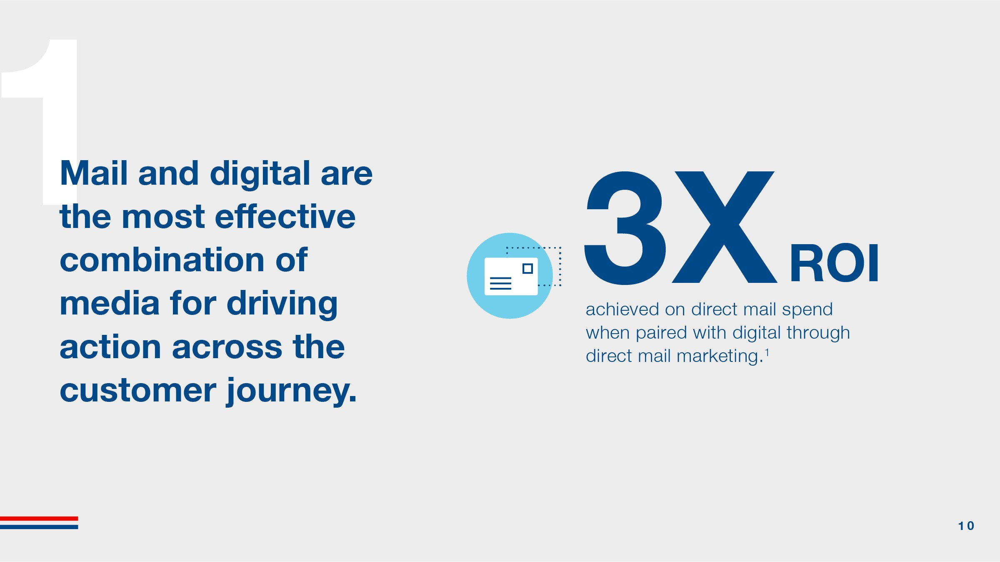 1
Mail and digital are
the most effective
combination of
media for driving
action across the
customer journey.
3X ROI
achieved on direct mail spend
when paired with digital through
direct mail marketing.¹
10